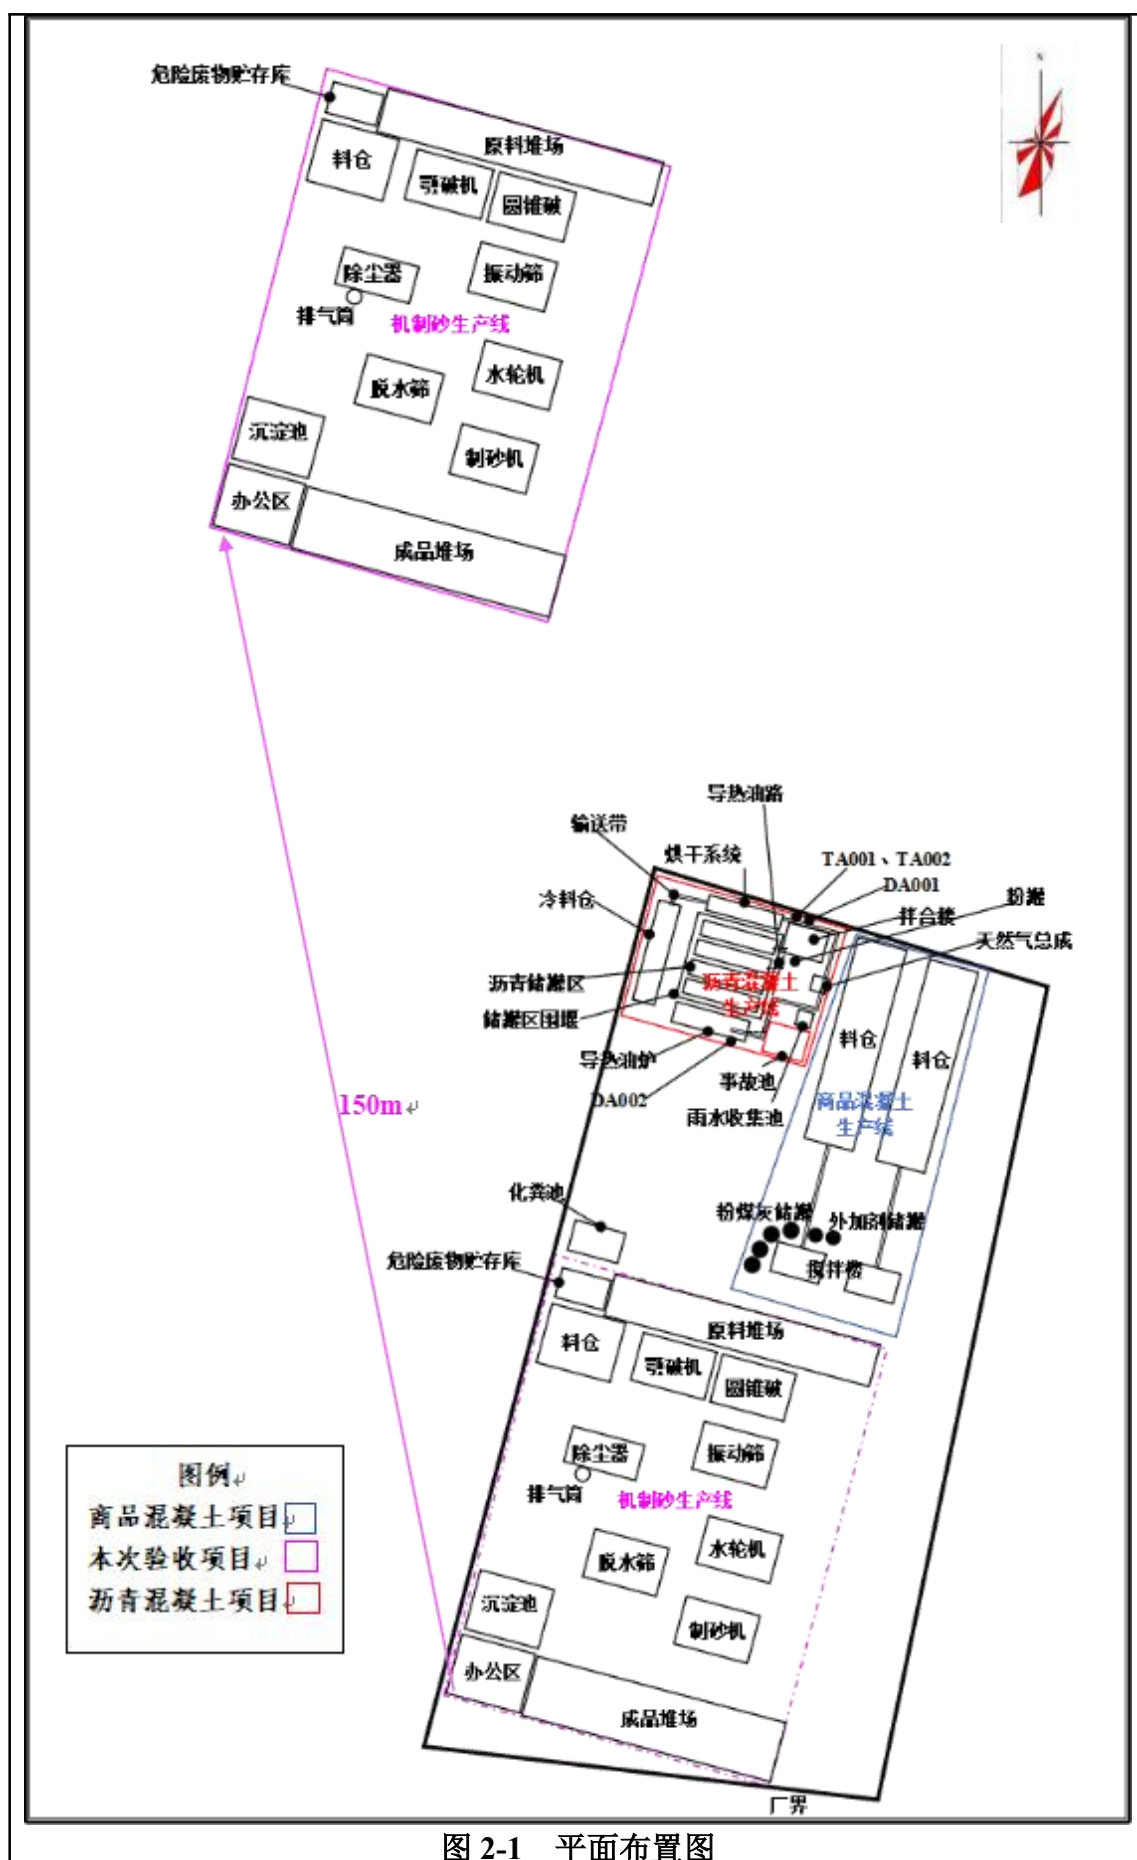 N
危险废物贮存库
原料堆场
料仓
颚破机
圆锥破
除尘器
振动筛
排气筒
机制砂生产线
水轮机
脱水筛
沉淀池
制砂机
办公区
成品堆场
导热油路
输送带
烘干系统
TA001、TA002
DA001
冷料仓
拌合楼
粉罐
天然气总成
沥青储罐区
沥青混凝土
生产线
储罐区围堰
料仓
料仓
导热油炉
事故池
DA002
雨水收集池
商品混凝土
生产线
150m
化粪池
粉煤灰储罐
外加剂储罐
搅拌楼
危险废物贮存库
原料堆场
料仓
颚破机
圆锥破
除尘器
振动筛
排气筒
机制砂生产线
水轮机
脱水筛
沉淀池
制砂机
办公区
成品堆场
厂界
图例
商品混凝土项目
本次验收项目
沥青混凝土项目
图 2-1 平面布置图